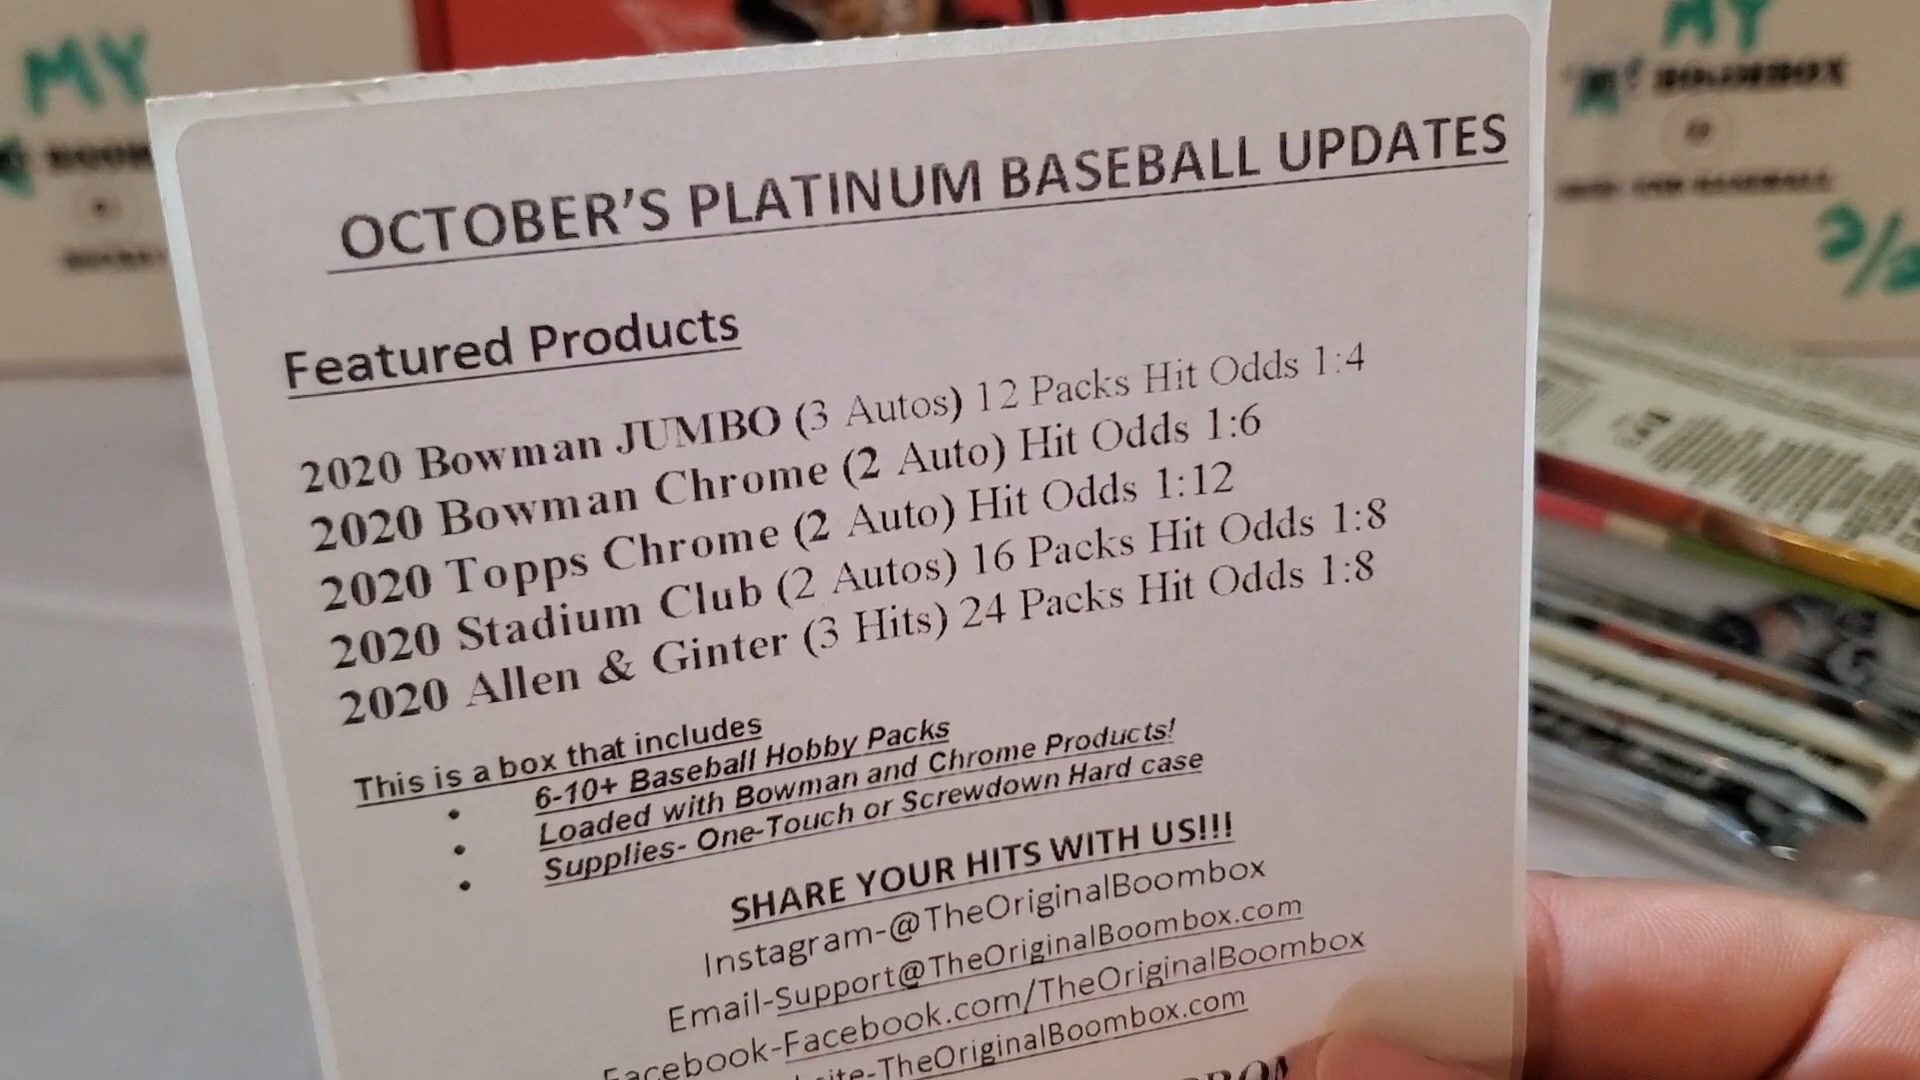 MY
MY
BOOMBOX
2/2
OCTOBER'S PLATINUM BASEBALL UPDATES
Featured Products
2020 Bowman JUMBO (3 Autos) 12 Packs Hit Odds 1:4
2020 Bowman Chrome (2 Auto) Hit Odds 1:6
2020 Topps Chrome (2 Auto) Hit Odds 1:12
2020 Stadium Club (2 Autos) 16 Packs Hit Odds 1:8
2020 Allen & Ginter (3 Hits) 24 Packs Hit Odds 1:8
This is a box that includes
• 6-10+ Baseball Hobby Packs
• Loaded with Bowman and Chrome Products!
• Supplies- One-Touch or Screwdown Hard case
SHARE YOUR HITS WITH US!!!
Instagram-@TheOriginalBoombox
Email-Support@TheOriginalBoombox.com
Facebook-Facebook.com/TheOriginalBoombox
site-TheOriginalBoombox.com